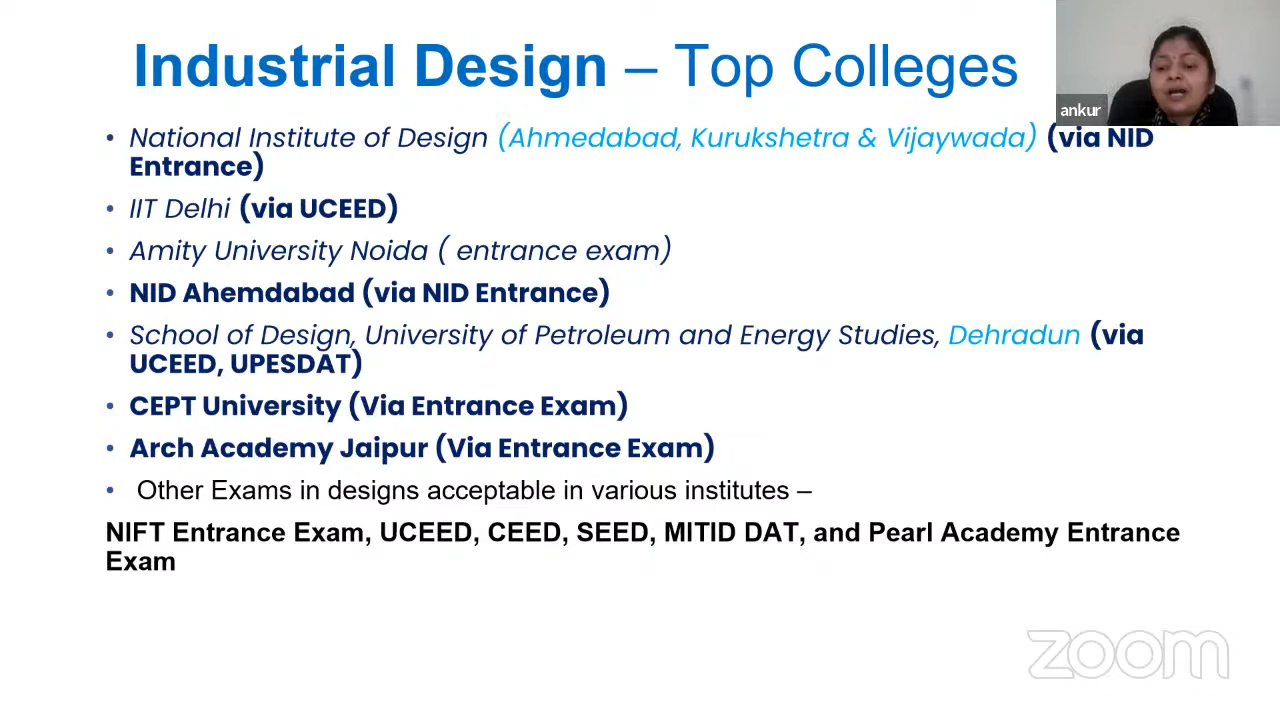 Industrial Design – Top Colleges
ankur
• National Institute of Design (Ahmedabad, Kurukshetra & Vijaywada) (via NID
Entrance)
• IIT Delhi (via UCEED)
• Amity University Noida ( entrance exam)
• NID Ahemdabad (via NID Entrance)
• School of Design, University of Petroleum and Energy Studies, Dehradun (via
UCEED, UPESDAT)
• CEPT University (Via Entrance Exam)
• Arch Academy Jaipur (Via Entrance Exam)
• Other Exams in designs acceptable in various institutes –
NIFT Entrance Exam, UCEED, CEED, SEED, MITID DAT, and Pearl Academy Entrance
Exam
zoom